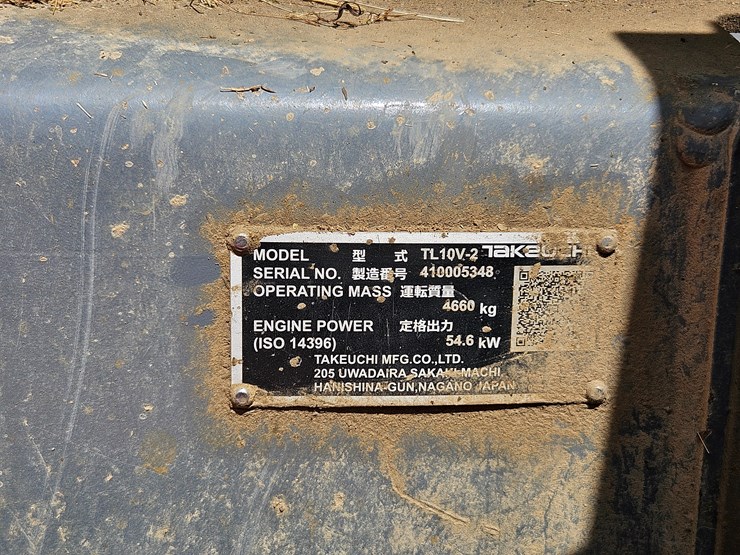 MODEL 型 式 TL10V-2 TAKEUCHI
SERIAL NO. 製造番号 410005348
OPERATING MASS 運転質量
4660 kg
ENGINE POWER 定格出力
(ISO 14396) 54.6 kW
TAKEUCHI MFG.CO.,LTD.
205 UWADAIRA,SAKAKI-MACHI
HANISHINA-GUN,NAGANO JAPAN